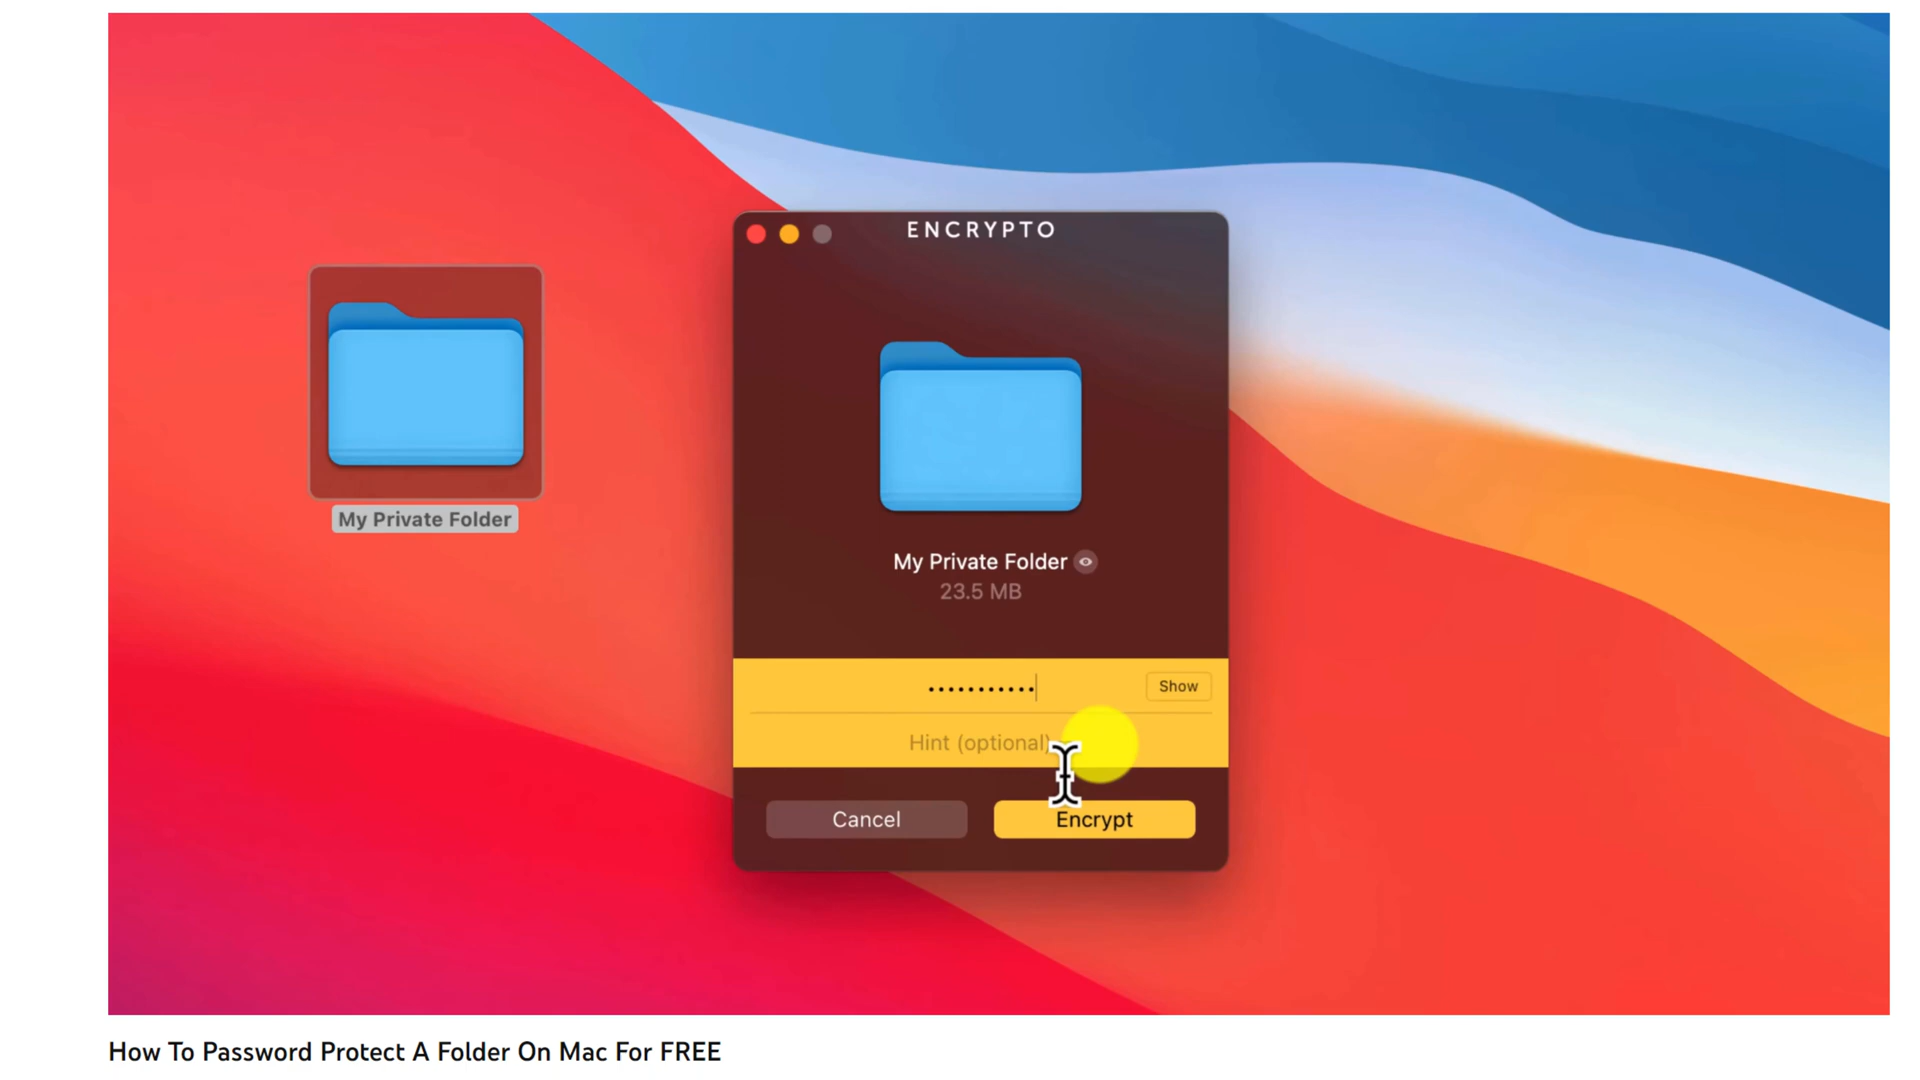 ENCRYPTO
My Private Folder
My Private Folder
23.5 MB
Show
Hint (optional)
Cancel
Encrypt
How To Password Protect A Folder On Mac For FREE